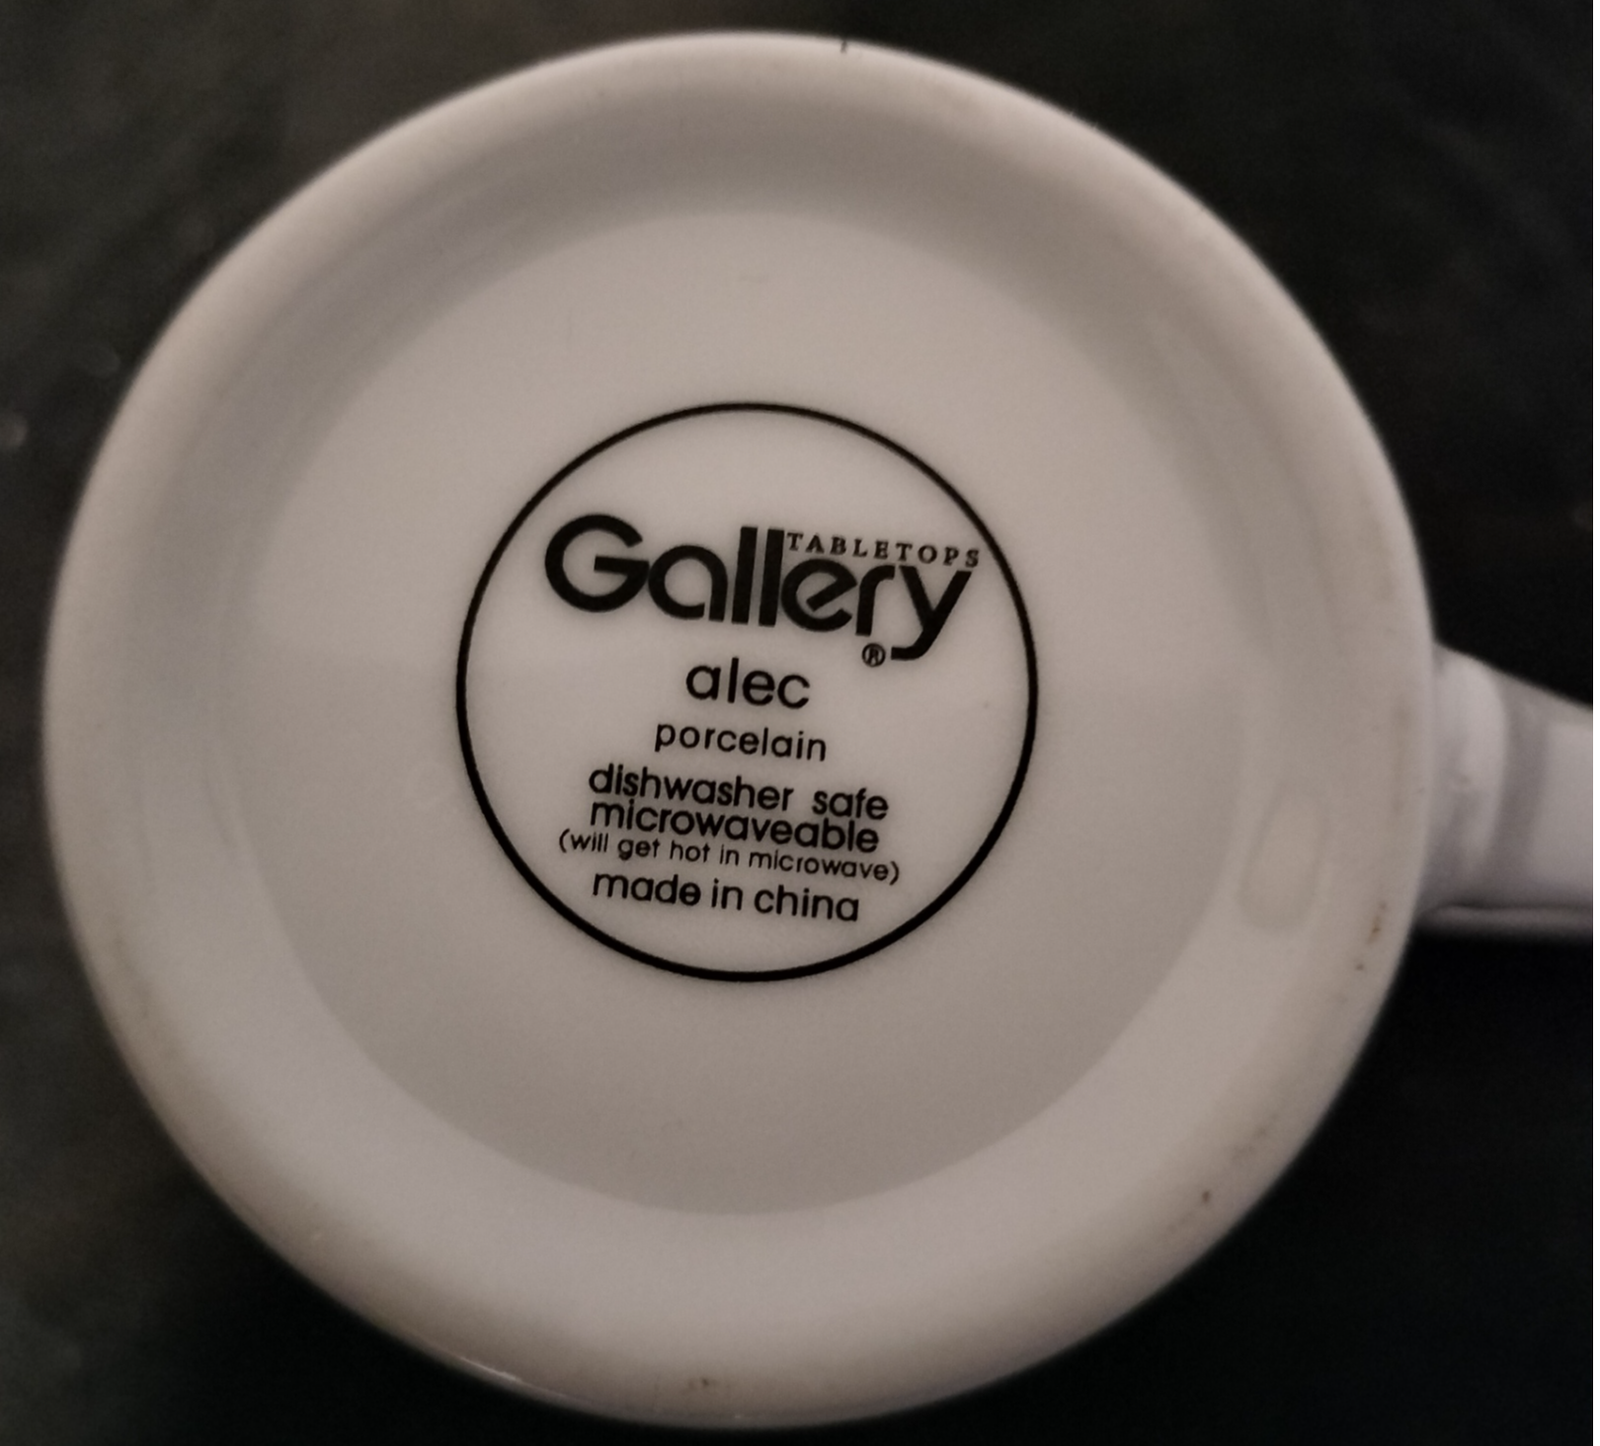 TABLETOPS
Gallery
®
alec
porcelain
dishwasher safe
microwaveable
(will get hot in microwave)
made in china